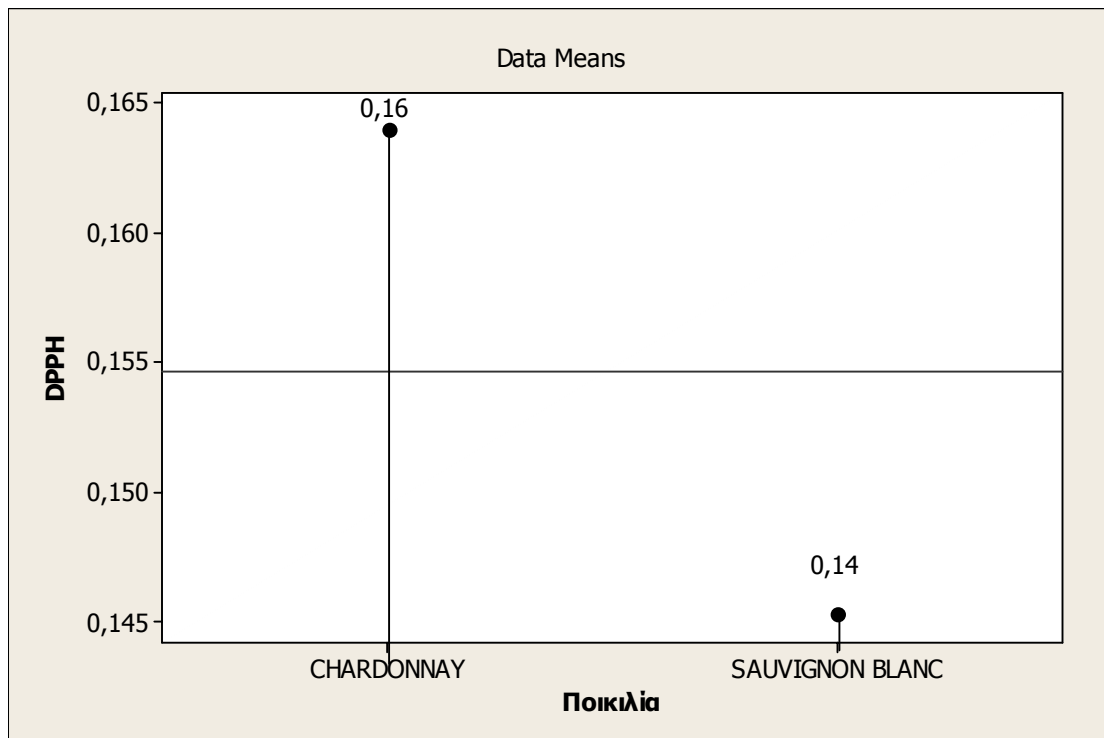 Data Means
0,165
0,16
0,160
0,155
0,150
0,14
0,145
DPPH
CHARDONNAY SAUVIGNON BLANC
Ποικιλία